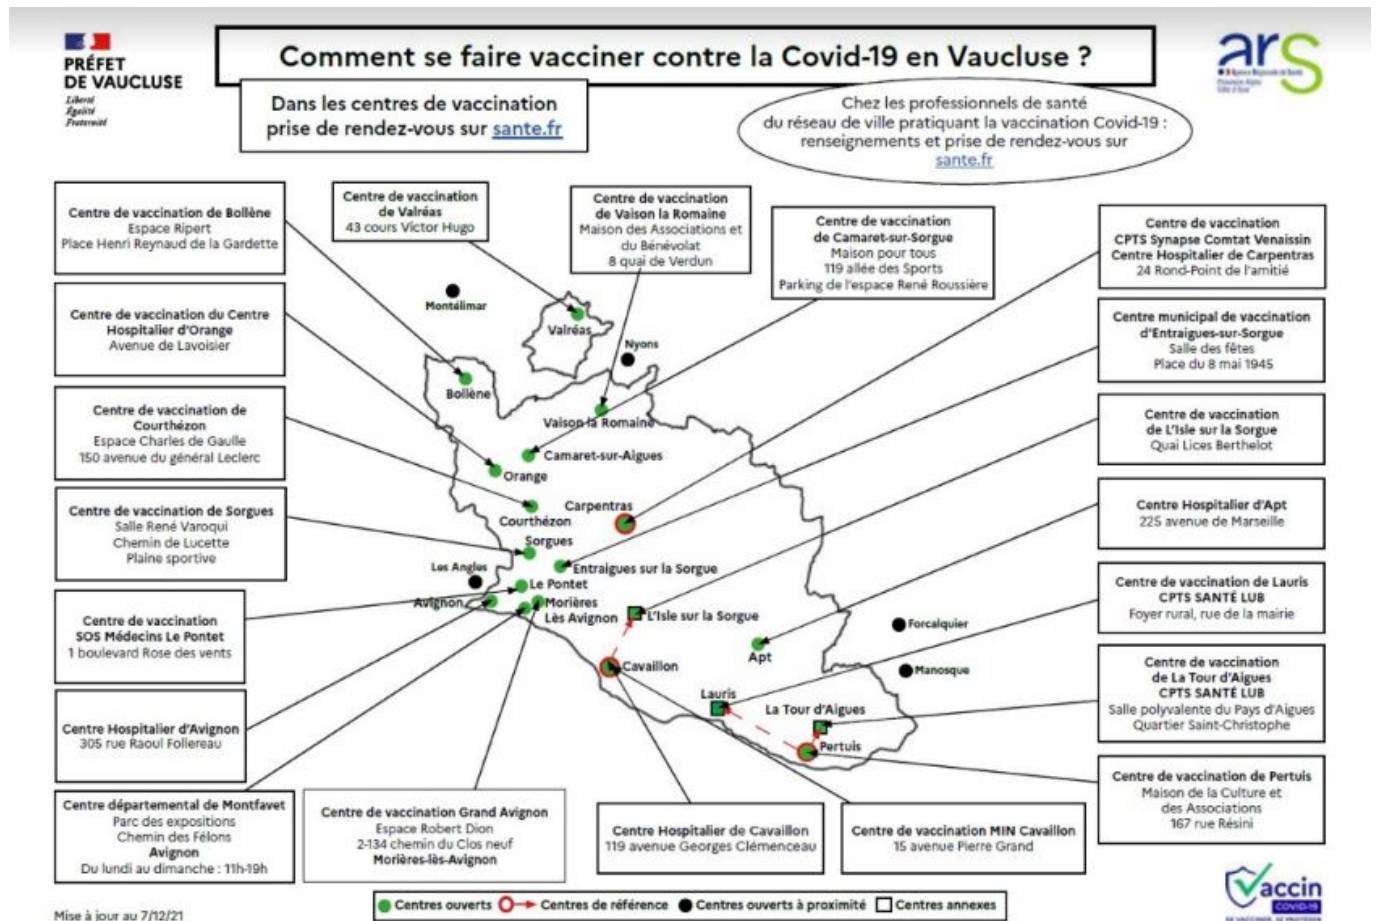 PRÉFET
DE VAUCLUSE
Liberté
Égalité
Fraternité
Comment se faire vacciner contre la Covid-19 en Vaucluse ?
ars
Agence Régionale de Santé
Provence-Alpes
Côte d'Azur
Dans les centres de vaccination
prise de rendez-vous sur sante.fr
Chez les professionnels de santé
du réseau de ville pratiquant la vaccination Covid-19 :
renseignements et prise de rendez-vous sur
sante.fr
Centre de vaccination de Bollène
Espace Ripert
Place Henri Reynaud de la Gardette
Centre de vaccination
de Valréas
43 cours Victor Hugo
Centre de vaccination
de Vaison la Romaine
Maison des Associations et
du Bénévolat
8 quai de Verdun
Centre de vaccination
de Camaret-sur-Sorgue
Maison pour tous
119 allée des Sports
Parking de l'espace René Roussière
Centre de vaccination
CPTS Synapse Comtat Venaissin
Centre Hospitalier de Carpentras
24 Rond-Point de l'amitié
Centre de vaccination du Centre
Hospitalier d'Orange
Avenue de Lavoisier
Centre municipal de vaccination
d'Entraigues-sur-Sorgue
Salle des fêtes
Place du 8 mai 1945
Centre de vaccination de
Courthézon
Espace Charles de Gaulle
150 avenue du général Leclerc
Centre de vaccination
de L'Isle sur la Sorgue
Quai Lices Berthelot
Centre de vaccination de Sorgues
Salle René Varoqui
Chemin de Lucette
Plaine sportive
Centre Hospitalier d'Apt
225 avenue de Marseille
Centre de vaccination
SOS Médecins Le Pontet
1 boulevard Rose des vents
Centre de vaccination de Lauris
CPTS SANTÉ LUB
Foyer rural, rue de la mairie
Centre Hospitalier d'Avignon
305 rue Raoul Follereau
Centre de vaccination
de La Tour d'Aigues
CPTS SANTÉ LUB
Salle polyvalente du Pays d'Aigues
Quartier Saint-Christophe
Centre départemental de Montfavet
Parc des expositions
Chemin des Félons
Avignon
Du lundi au dimanche : 11h-19h
Centre de vaccination Grand Avignon
Espace Robert Dion
2-134 chemin du Clos neuf
Morières-lès-Avignon
Centre Hospitalier de Cavaillon
119 avenue Georges Clémenceau
Centre de vaccination MIN Cavaillon
15 avenue Pierre Grand
Centre de vaccination de Pertuis
Maison de la Culture et
des Associations
167 rue Résini
Montélimar
Valréas
Nyons
Bollène
Vaison la Romaine
Camaret-sur-Aigues
Orange
Carpentras
Courthézon
Sorgues
Entraigues sur la Sorgue
Les Angles
Le Pontet
Avignon
Morières
Lès Avignon
L'Isle sur la Sorgue
Forcalquier
Apt
Cavaillon
Manosque
Lauris
La Tour d'Aigues
Pertuis
Centres ouverts
Centres de référence
Centres ouverts à proximité
Centres annexes
Mise à jour au 7/12/21
Vaccin
COVID-19
SE VACCINER, SE PROTÉGER